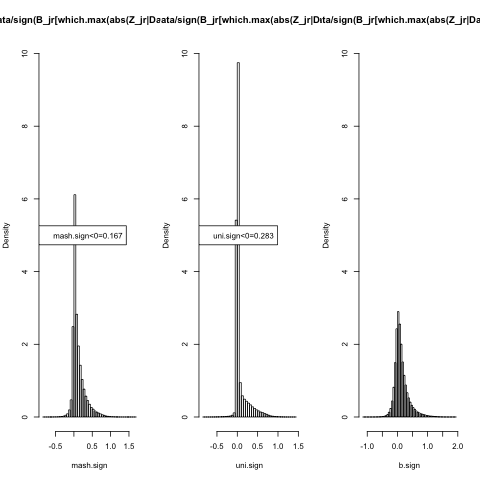 ata/sign(B_jr[which.max(abs(Z_jr|Data/sign(B_jr[which.max(abs(Z_jr|Data/sign(B_jr[which.max(abs(Z_jr|Da
Density
0 2 4 6 8 10
mash.sign<0=0.167
-0.5 0.5 1.0 1.5
mash.sign
Density
0 2 4 6 8 10
uni.sign<0=0.283
-0.5 0.0 0.5 1.0 1.5
uni.sign
Density
0 2 4 6 8 10
-1.0 0.0 1.0 2.0
b.sign